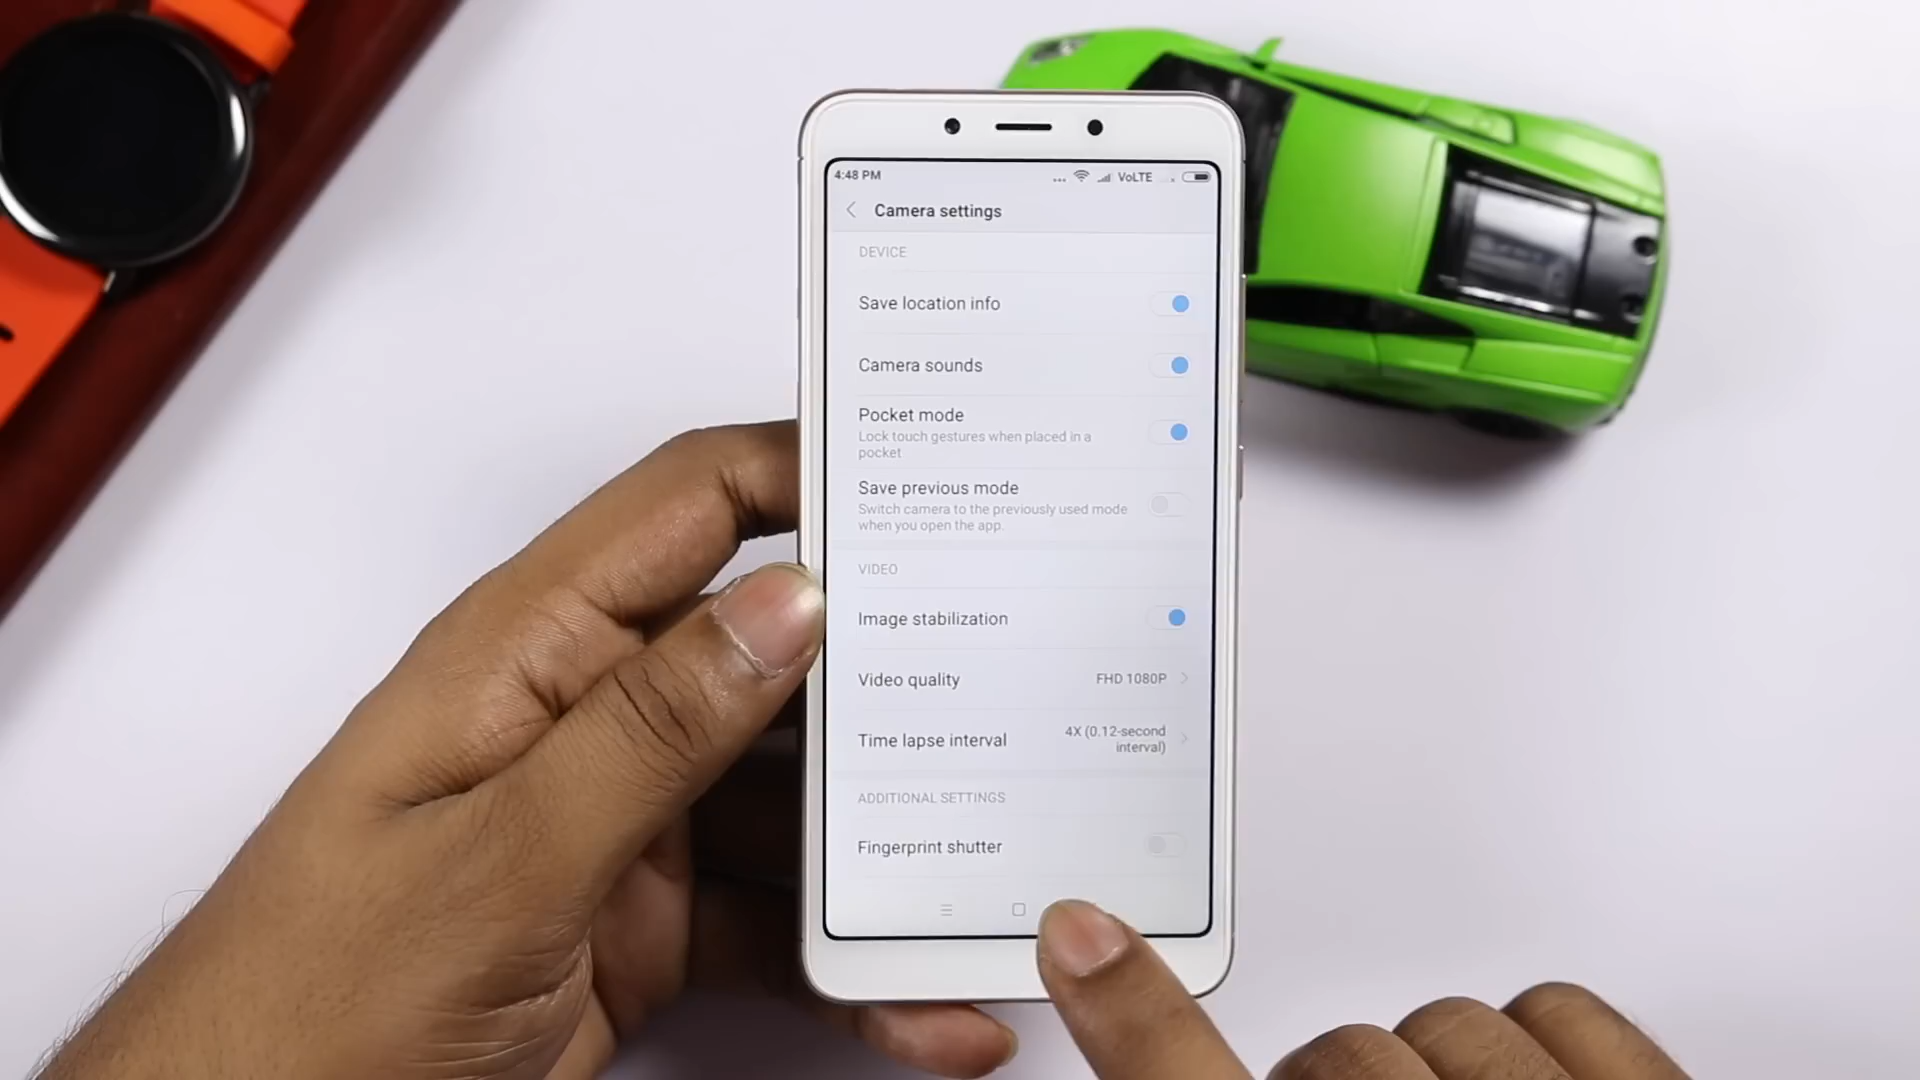 4:48 PM
... VoLTE
Camera settings
DEVICE
Save location info
Camera sounds
Pocket mode
Lock touch gestures when placed in a
pocket
Save previous mode
Switch camera to the previously used mode
when you open the app.
VIDEO
Image stabilization
Video quality FHD 1080P
Time lapse interval 4X (0.12-second
interval)
ADDITIONAL SETTINGS
Fingerprint shutter